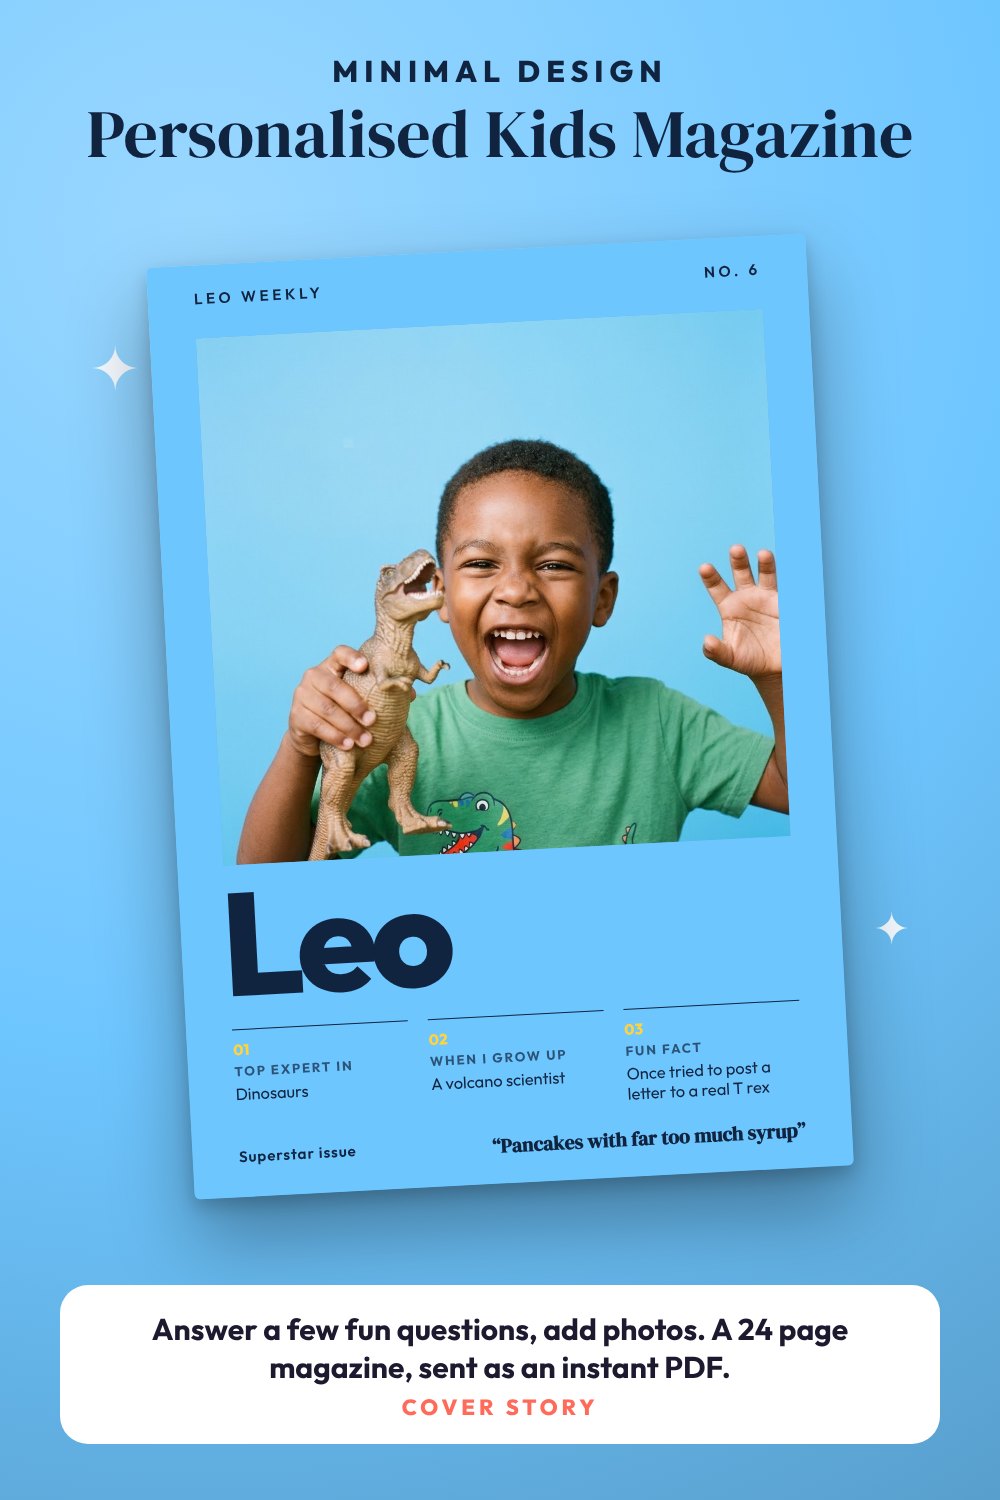 MINIMAL DESIGN
Personalised Kids Magazine
LEO WEEKLY
NO. 6
Leo
01
TOP EXPERT IN
Dinosaurs
02
WHEN I GROW UP
A volcano scientist
03
FUN FACT
Once tried to post a
letter to a real T rex
Superstar issue
“Pancakes with far too much syrup”
Answer a few fun questions, add photos. A 24 page
magazine, sent as an instant PDF.
COVER STORY